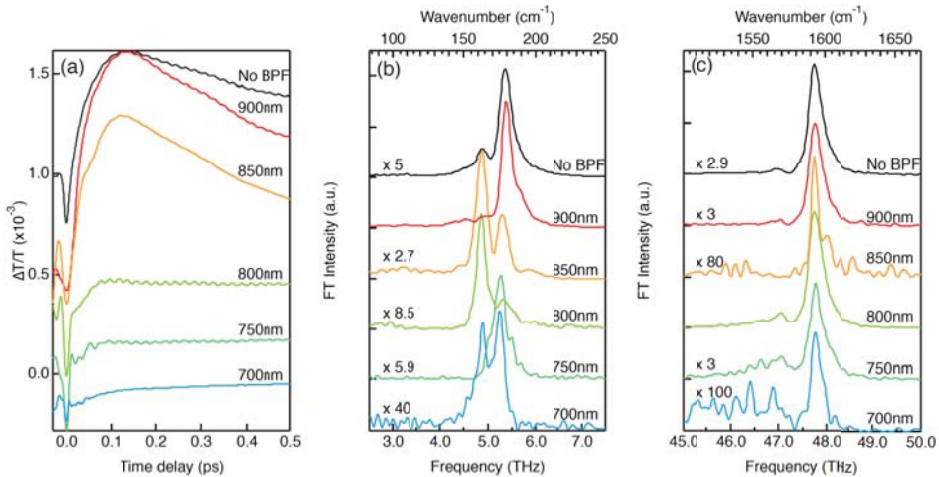 (a)
No BPF
900nm
850nm
800nm
750nm
700nm
1.5
1.0
0.5
0.0
ΔT/T (x10⁻³)
0.0 0.1 0.2 0.3 0.4 0.5
Time delay (ps)
Wavenumber (cm⁻¹)
100 150 200 250
(b)
x 5
No BPF
900nm
x 2.7
850nm
x 8.5
800nm
x 5.9
750nm
x 40
700nm
FT Intensity (a.u.)
3.0 4.0 5.0 6.0 7.0
Frequency (THz)
Wavenumber (cm⁻¹)
1550 1600 1650
(c)
x 2.9
No BPF
x 3
900nm
x 80
850nm
800nm
x 3
750nm
x 100
700nm
FT Intensity (a.u.)
45.0 46.0 47.0 48.0 49.0 50.0
Frequency (THz)